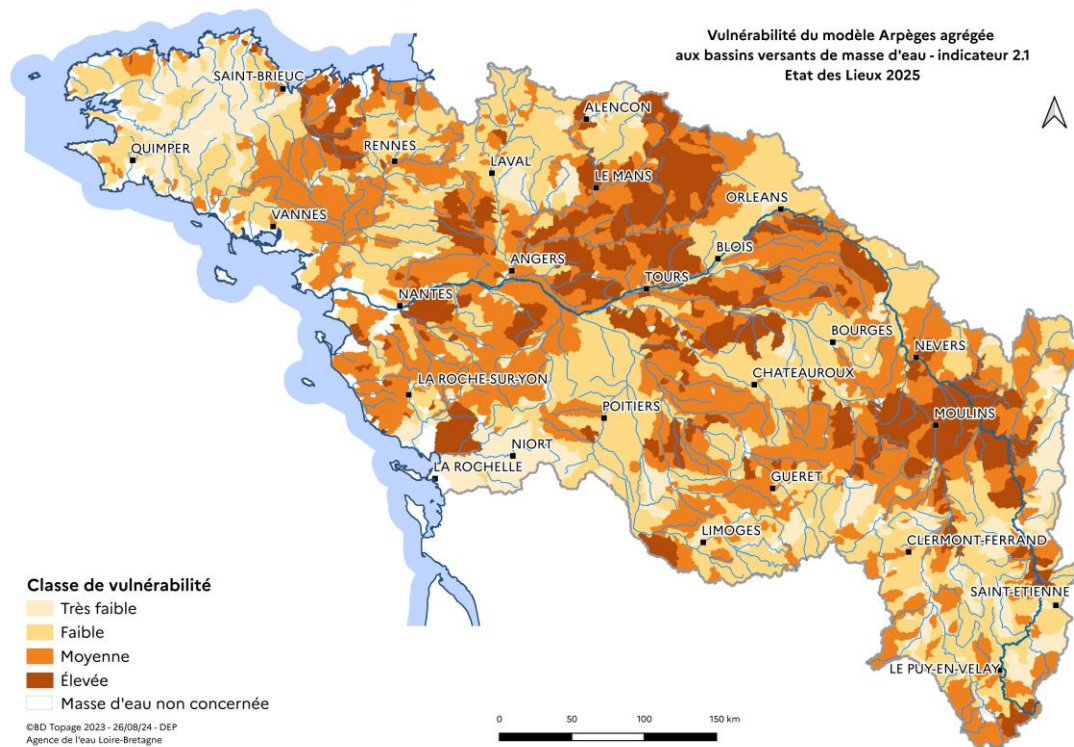 Vulnérabilité du modèle Arpèges agrégée
aux bassins versants de masse d'eau - indicateur 2.1
Etat des Lieux 2025
SAINT-BRIEUC
ALENCON
QUIMPER
RENNES
LAVAL
LE MANS
ORLEANS
VANNES
BLOIS
ANGERS
TOURS
NANTES
BOURGES
NEVERS
LA ROCHE-SUR-YON
CHATEAUROUX
POITIERS
MOULINS
NIORT
LA ROCHELLE
GUERET
LIMOGES
CLERMONT-FERRAND
SAINT-ETIENNE
LE PUY-EN-VELAY
Classe de vulnérabilité
Très faible
Faible
Moyenne
Élevée
Masse d'eau non concernée
©BD Topage 2023 - 26/08/24 - DEP
Agence de l'eau Loire-Bretagne
0 50 100 150 km